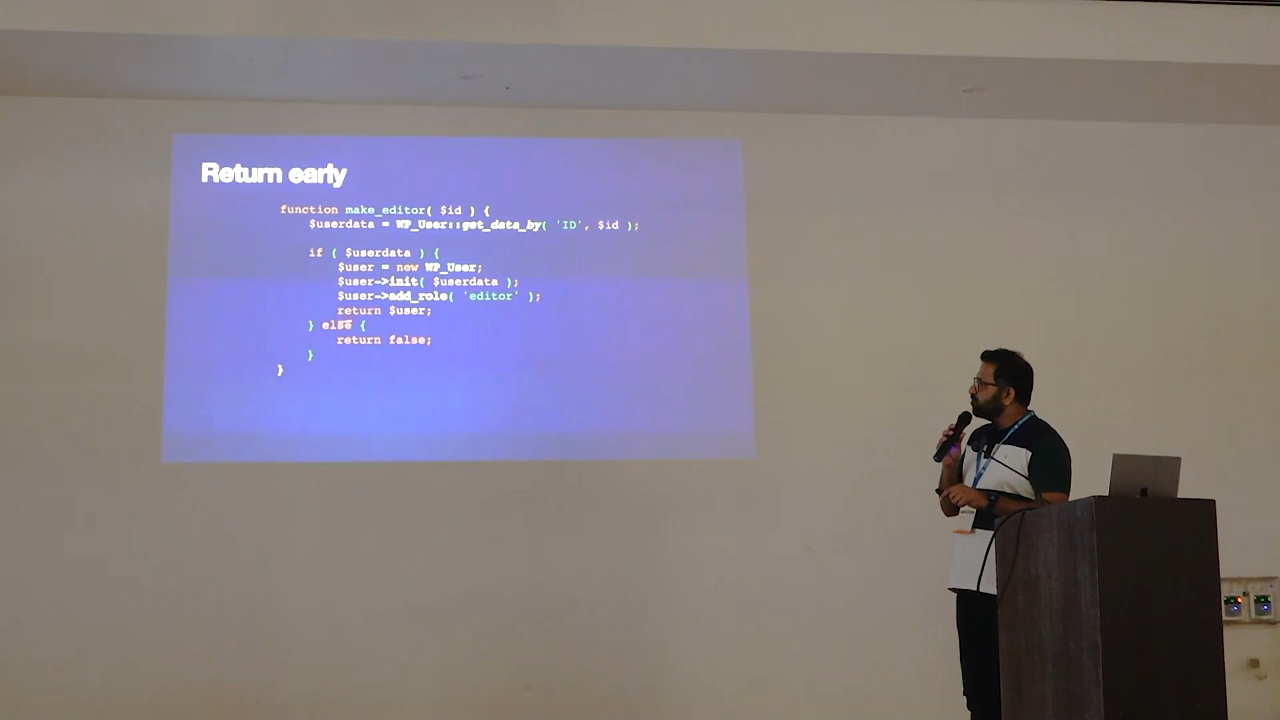 Return early
function make_editor( $id ) {
    $userdata = WP_User::get_data_by( 'ID', $id );
    if ( $userdata ) {
        $user = new WP_User;
        $user->init( $userdata );
        $user->add_role( 'editor' );
        return $user;
    } else {
        return false;
    }
}